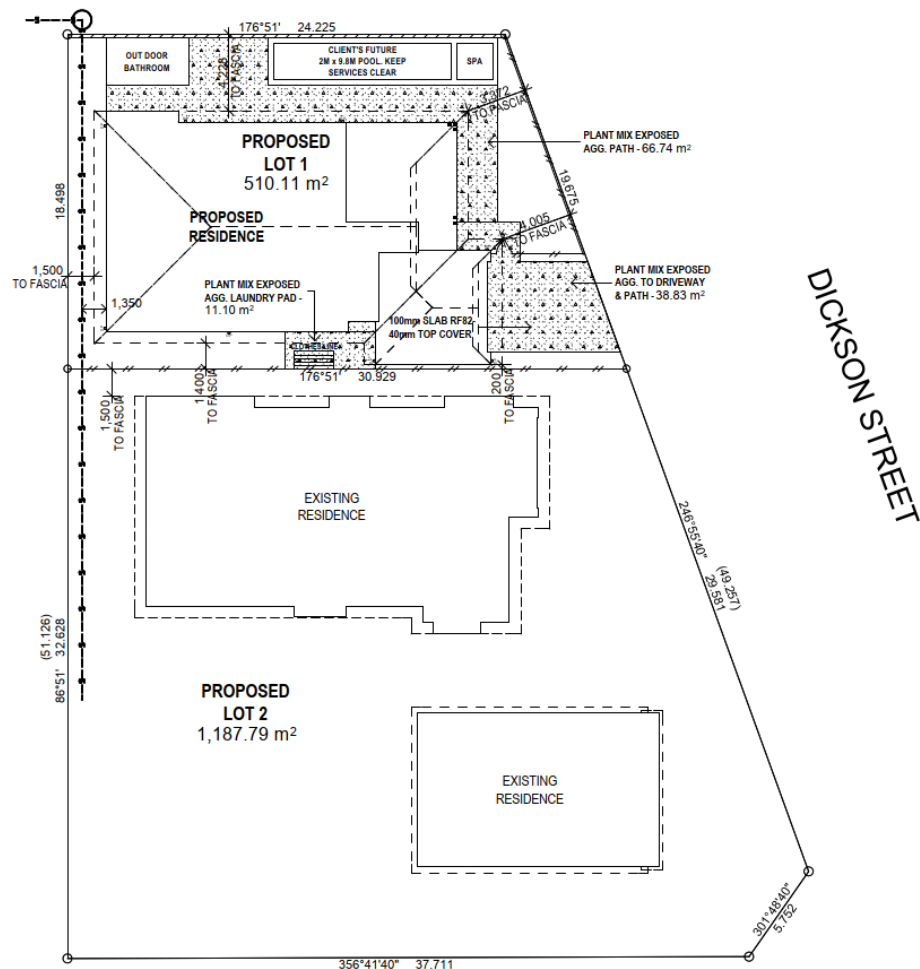 S
176°51' 24.225
OUT DOOR
BATHROOM
4,228
TO FASCIA
CLIENT'S FUTURE
2M x 9.8M POOL. KEEP
SERVICES CLEAR
SPA
TO FASCIA
PLANT MIX EXPOSED
AGG. PATH - 66.74 m²
PROPOSED
LOT 1
510.11 m²
18.498
19.675
4,005
TO FASCIA
PROPOSED
RESIDENCE
1,500
TO FASCIA
1,350
PLANT MIX EXPOSED
AGG. LAUNDRY PAD -
11.10 m²
PLANT MIX EXPOSED
AGG. TO DRIVEWAY
& PATH - 38.83 m²
100mm SLAB RF82-
40mm TOP COVER
CLOTHESLINE
176°51' 30.929
1,500
TO FASCIA
1,400
TO FASCIA
200
TO FASCIA
DICKSON STREET
EXISTING
RESIDENCE
246°55'40" (49.257)
29.581
86°51' (51.126)
32.628
PROPOSED
LOT 2
1,187.79 m²
EXISTING
RESIDENCE
301°48'40"
5.752
356°41'40" 37.711